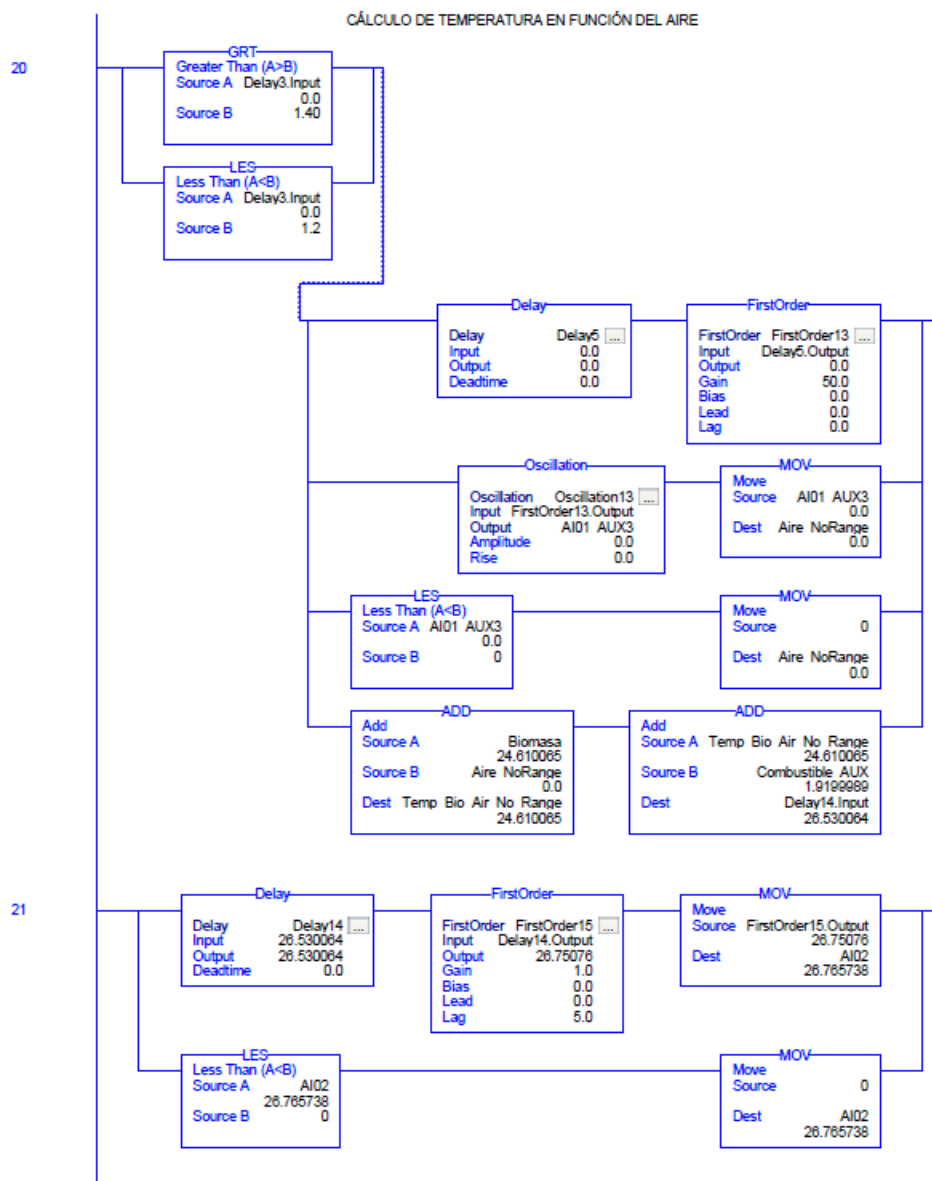 CÁLCULO DE TEMPERATURA EN FUNCIÓN DEL AIRE
20
GRT
Greater Than (A>B)
Source A Delay3.Input
0.0
Source B 1.40
LES
Less Than (A<B)
Source A Delay3.Input
0.0
Source B 1.2
Delay
Delay Delay5 ...
Input 0.0
Output 0.0
Deadtime 0.0
FirstOrder
FirstOrder FirstOrder13 ...
Input Delay5.Output
Output 0.0
Gain 50.0
Bias 0.0
Lead 0.0
Lag 0.0
Oscillation
Oscillation Oscillation13 ...
Input FirstOrder13.Output
Output AI01 AUX3
Amplitude 0.0
Rise 0.0
MOV
Move
Source AI01 AUX3
0.0
Dest Aire NoRange
0.0
LES
Less Than (A<B)
Source A AI01 AUX3
0.0
Source B 0
MOV
Move
Source 0
Dest Aire NoRange
0.0
ADD
Add
Source A Biomasa
24.610065
Source B Aire NoRange
0.0
Dest Temp Bio Air No Range
24.610065
ADD
Add
Source A Temp Bio Air No Range
24.610065
Source B Combustible AUX
1.9199989
Dest Delay14.Input
26.530064
21
Delay
Delay Delay14 ...
Input 26.530064
Output 26.530064
Deadtime 0.0
FirstOrder
FirstOrder FirstOrder15 ...
Input Delay14.Output
Output 26.75076
Gain 1.0
Bias 0.0
Lead 0.0
Lag 5.0
MOV
Move
Source FirstOrder15.Output
26.75076
Dest AI02
26.765738
LES
Less Than (A<B)
Source A AI02
26.765738
Source B 0
MOV
Move
Source 0
Dest AI02
26.765738